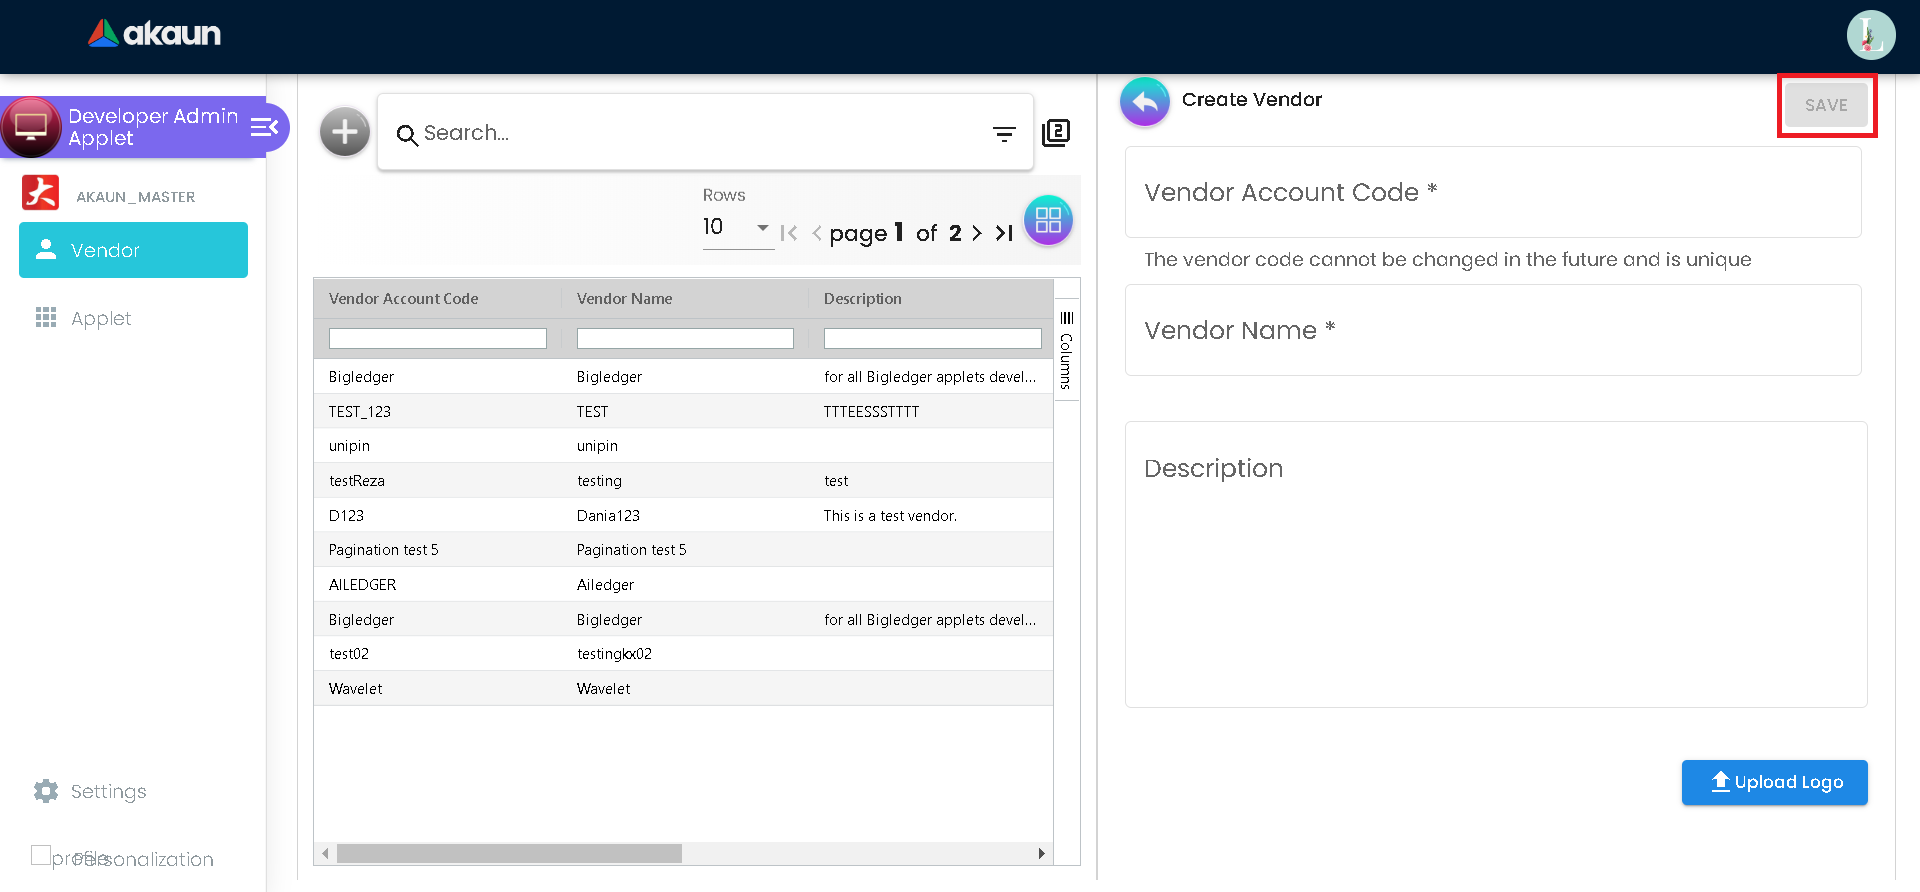 akaun
L
Developer Admin
Applet
AKAUN_MASTER
Vendor
Applet
Settings
profile
Personalization
Search...
2
Rows
10
page 1 of 2
Vendor Account Code Vendor Name Description
Columns
Bigledger Bigledger for all Bigledger applets devel...
TEST_123 TEST TTTEESSSTTTT
unipin unipin
testReza testing test
D123 Dania123 This is a test vendor.
Pagination test 5 Pagination test 5
AILEDGER Ailedger
Bigledger Bigledger for all Bigledger applets devel...
test02 testingkx02
Wavelet Wavelet
Create Vendor
SAVE
Vendor Account Code *
The vendor code cannot be changed in the future and is unique
Vendor Name *
Description
Upload Logo